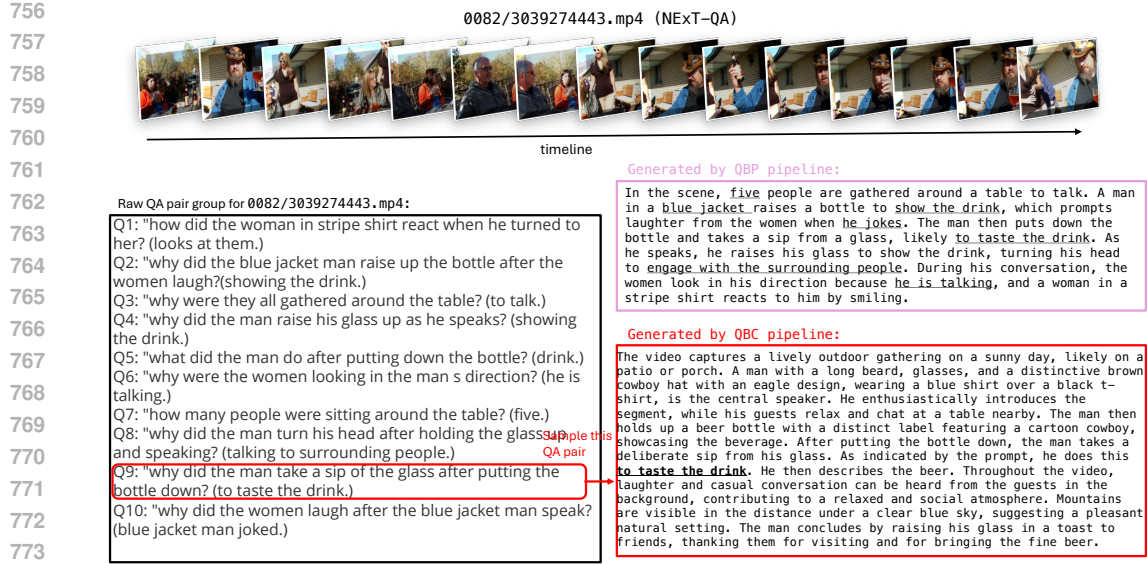 756
757
758
759
760
761
762
763
764
765
766
767
768
769
770
771
772
773
0082/3039274443.mp4 (NExT-QA)
timeline
Raw QA pair group for 0082/3039274443.mp4:
Q1: "how did the woman in stripe shirt react when he turned to
her? (looks at them.)
Q2: "why did the blue jacket man raise up the bottle after the
women laugh?(showing the drink.)
Q3: "why were they all gathered around the table? (to talk.)
Q4: "why did the man raise his glass up as he speaks? (showing
the drink.)
Q5: "what did the man do after putting down the bottle? (drink.)
Q6: "why were the women looking in the man s direction? (he is
talking.)
Q7: "how many people were sitting around the table? (five.)
Q8: "why did the man turn his head after holding the glass up
and speaking? (talking to surrounding people.)
Q9: "why did the man take a sip of the glass after putting the
bottle down? (to taste the drink.)
Q10: "why did the women laugh after the blue jacket man speak?
(blue jacket man joked.)
Sample this
QA pair
Generated by QBP pipeline:
In the scene, five people are gathered around a table to talk. A man
in a blue jacket raises a bottle to show the drink, which prompts
laughter from the women when he jokes. The man then puts down the
bottle and takes a sip from a glass, likely to taste the drink. As
he speaks, he raises his glass to show the drink, turning his head
to engage with the surrounding people. During his conversation, the
women look in his direction because he is talking, and a woman in a
stripe shirt reacts to him by smiling.
Generated by QBC pipeline:
The video captures a lively outdoor gathering on a sunny day, likely on a
patio or porch. A man with a long beard, glasses, and a distinctive brown
cowboy hat with an eagle design, wearing a blue shirt over a black t-
shirt, is the central speaker. He enthusiastically introduces the
segment, while his guests relax and chat at a table nearby. The man then
holds up a beer bottle with a distinct label featuring a cartoon cowboy,
showcasing the beverage. After putting the bottle down, the man takes a
deliberate sip from his glass. As indicated by the prompt, he does this
to taste the drink. He then describes the beer. Throughout the video,
laughter and casual conversation can be heard from the guests in the
background, contributing to a relaxed and social atmosphere. Mountains
are visible in the distance under a clear blue sky, suggesting a pleasant
natural setting. The man concludes by raising his glass in a toast to
friends, thanking them for visiting and for bringing the fine beer.